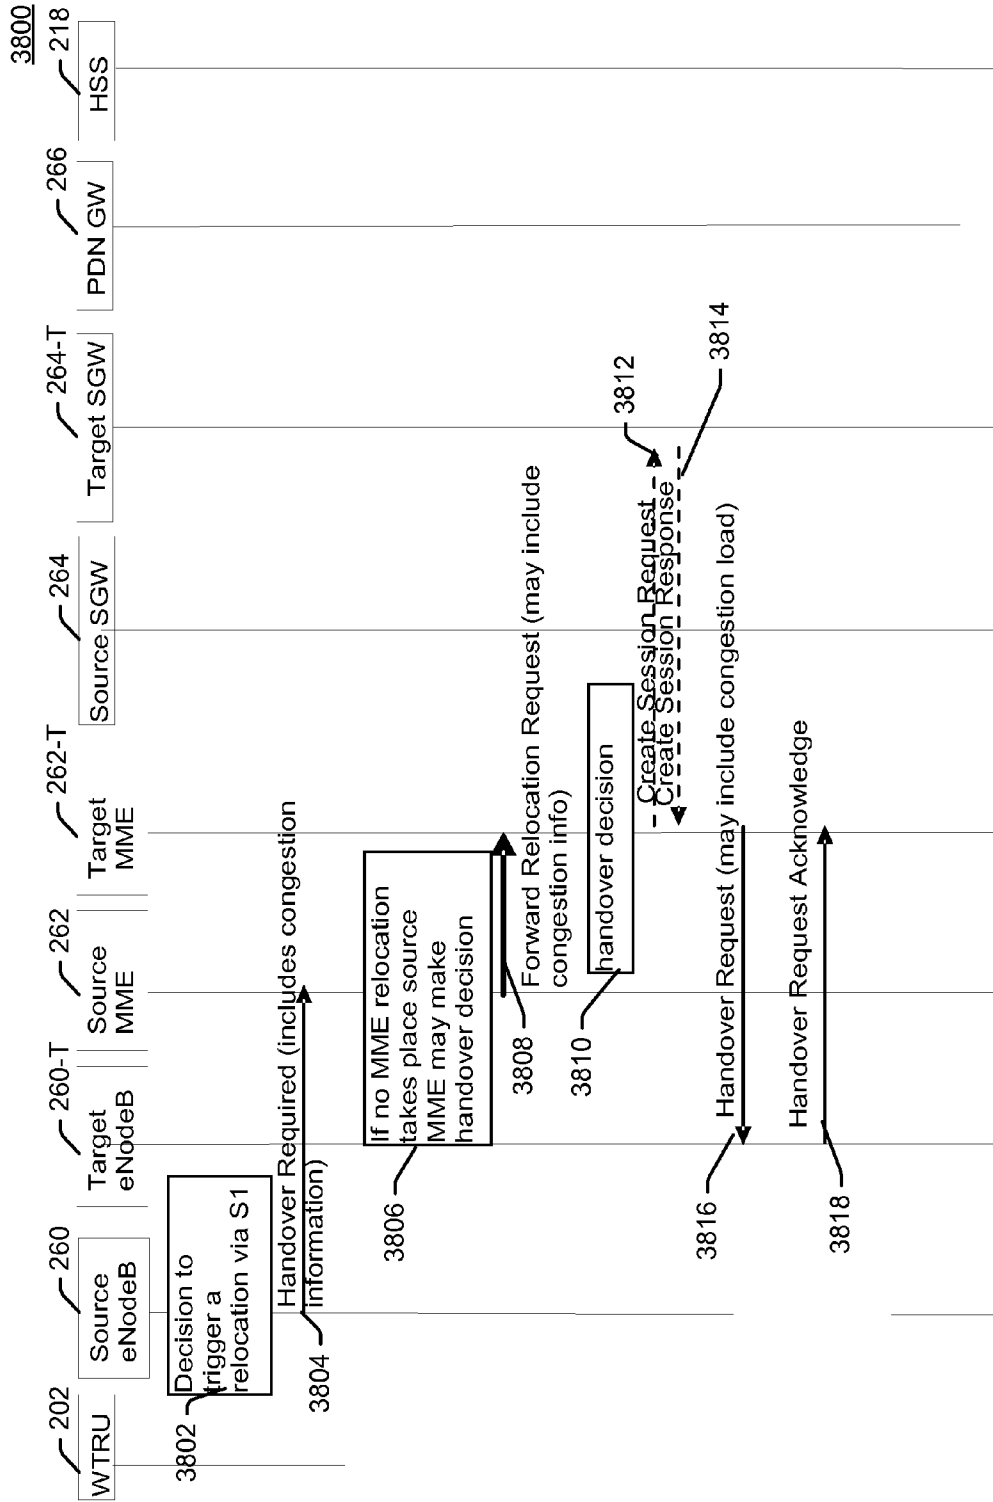 3800
202
260
260-T
262
262-T
264
264-T
266
218
WTRU
Source
eNodeB
Target
eNodeB
Source
MME
Target
MME
Source SGW
Target SGW
PDN GW
HSS
Decision to
trigger a
relocation via S1
3802
Handover Required (includes congestion
information)
3804
If no MME relocation
takes place source
MME may make
handover decision
3806
3808
Forward Relocation Request (may include
congestion info)
3810
handover decision
Create Session Request
3812
Create Session Response
3814
Handover Request (may include congestion load)
3816
Handover Request Acknowledge
3818